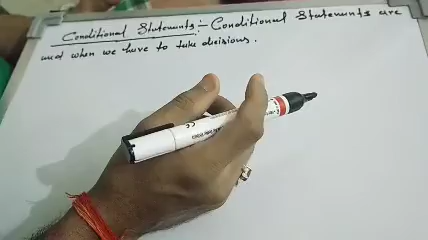 Conditional Statements :- Conditional Statements are
used when we have to take decisions.